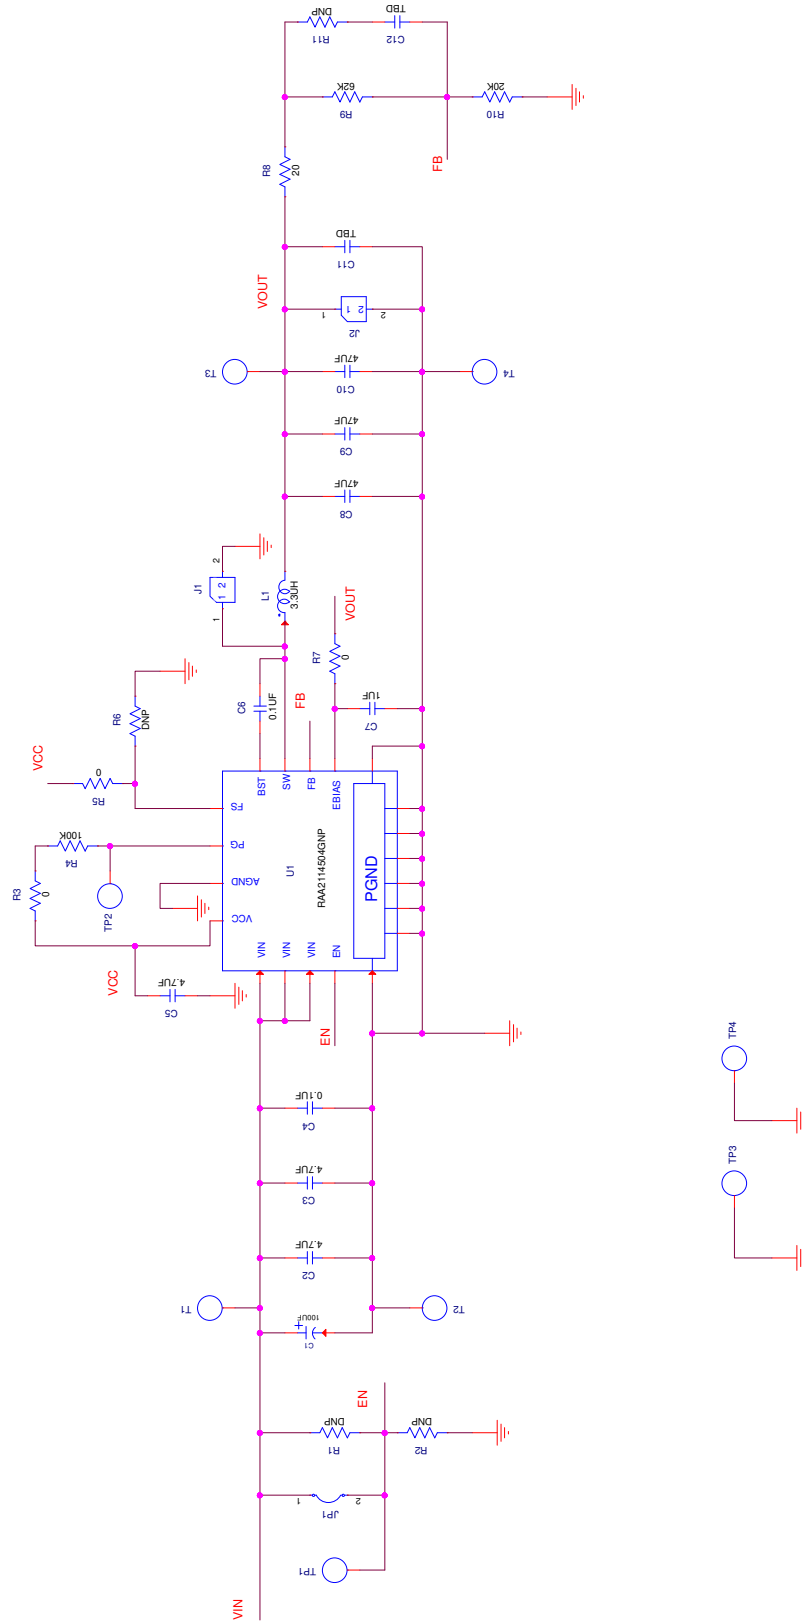 DNP
R11
TBD
C12
62K
R9
20K
R10
FB
R8
20
TBD
C11
VOUT
1
2 1
2
J2
T3
47UF
C10
T4
47UF
C9
47UF
C8
J1
2
1 2
1
L1
3.3UH
VOUT
R7
0
C6
0.1UF
FB
1UF
C7
R6
DNP
VCC
0
R5
100K
R4
R3
0
TP2
VCC
4.7UF
C5
BST
SW
FB
EBIAS
FS
PG
AGND
VCC
U1
RAA2114504GNP
PGND
VIN
VIN
VIN
EN
EN
0.1UF
C4
4.7UF
C3
4.7UF
C2
T1
T2
+
100UF
C1
TP4
TP3
EN
DNP
R1
DNP
R2
1
2
JP1
TP1
VIN